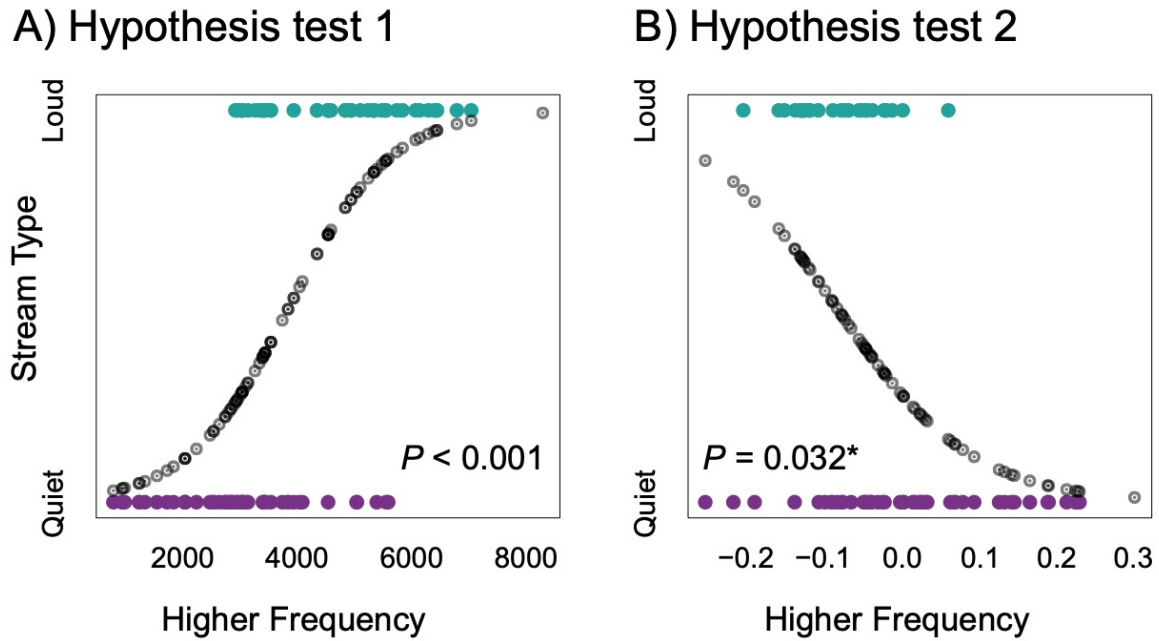 A) Hypothesis test 1
B) Hypothesis test 2
Stream Type
Loud
Quiet
P < 0.001
2000 4000 6000 8000
Higher Frequency
Loud
Quiet
P = 0.032*
−0.2 −0.1 0.0 0.1 0.2 0.3
Higher Frequency